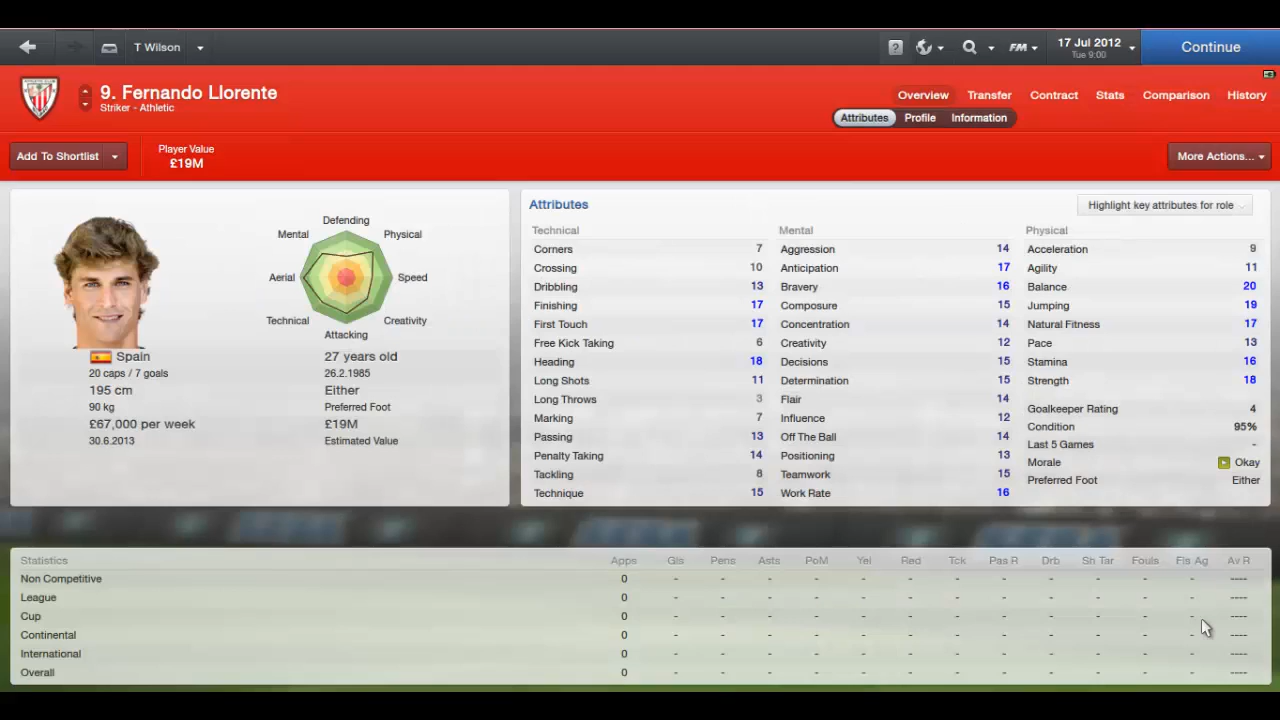 T Wilson
? FM 17 Jul 2012 Continue
Tue 9:00
9. Fernando Llorente
Striker - Athletic
Overview Transfer Contract Stats Comparison History
Attributes Profile Information
Add To Shortlist
Player Value
£19M
More Actions...
Defending
Mental Physical
Aerial Speed
Technical Creativity
Attacking
Spain 27 years old
20 caps / 7 goals 26.2.1985
195 cm Either
90 kg Preferred Foot
£67,000 per week £19M
30.6.2013 Estimated Value
Attributes Highlight key attributes for role
Technical Mental Physical
Corners 7 Aggression 14 Acceleration 9
Crossing 10 Anticipation 17 Agility 11
Dribbling 13 Bravery 16 Balance 20
Finishing 17 Composure 15 Jumping 19
First Touch 17 Concentration 14 Natural Fitness 17
Free Kick Taking 6 Creativity 12 Pace 13
Heading 18 Decisions 15 Stamina 16
Long Shots 11 Determination 15 Strength 18
Long Throws 3 Flair 14
Marking 7 Influence 12 Goalkeeper Rating 4
Passing 13 Off The Ball 14 Condition 95%
Penalty Taking 14 Positioning 13 Last 5 Games -
Tackling 8 Teamwork 15 Morale Okay
Technique 15 Work Rate 16 Preferred Foot Either
Statistics Apps Gls Pens Asts PoM Yel Red Tck Pas R Drb Sh Tar Fouls Fls Ag Av R
Non Competitive 0 - - - - - - - - - - - - ----
League 0 - - - - - - - - - - - - ----
Cup 0 - - - - - - - - - - - - ----
Continental 0 - - - - - - - - - - - - ----
International 0 - - - - - - - - - - - - ----
Overall 0 - - - - - - - - - - - - ----